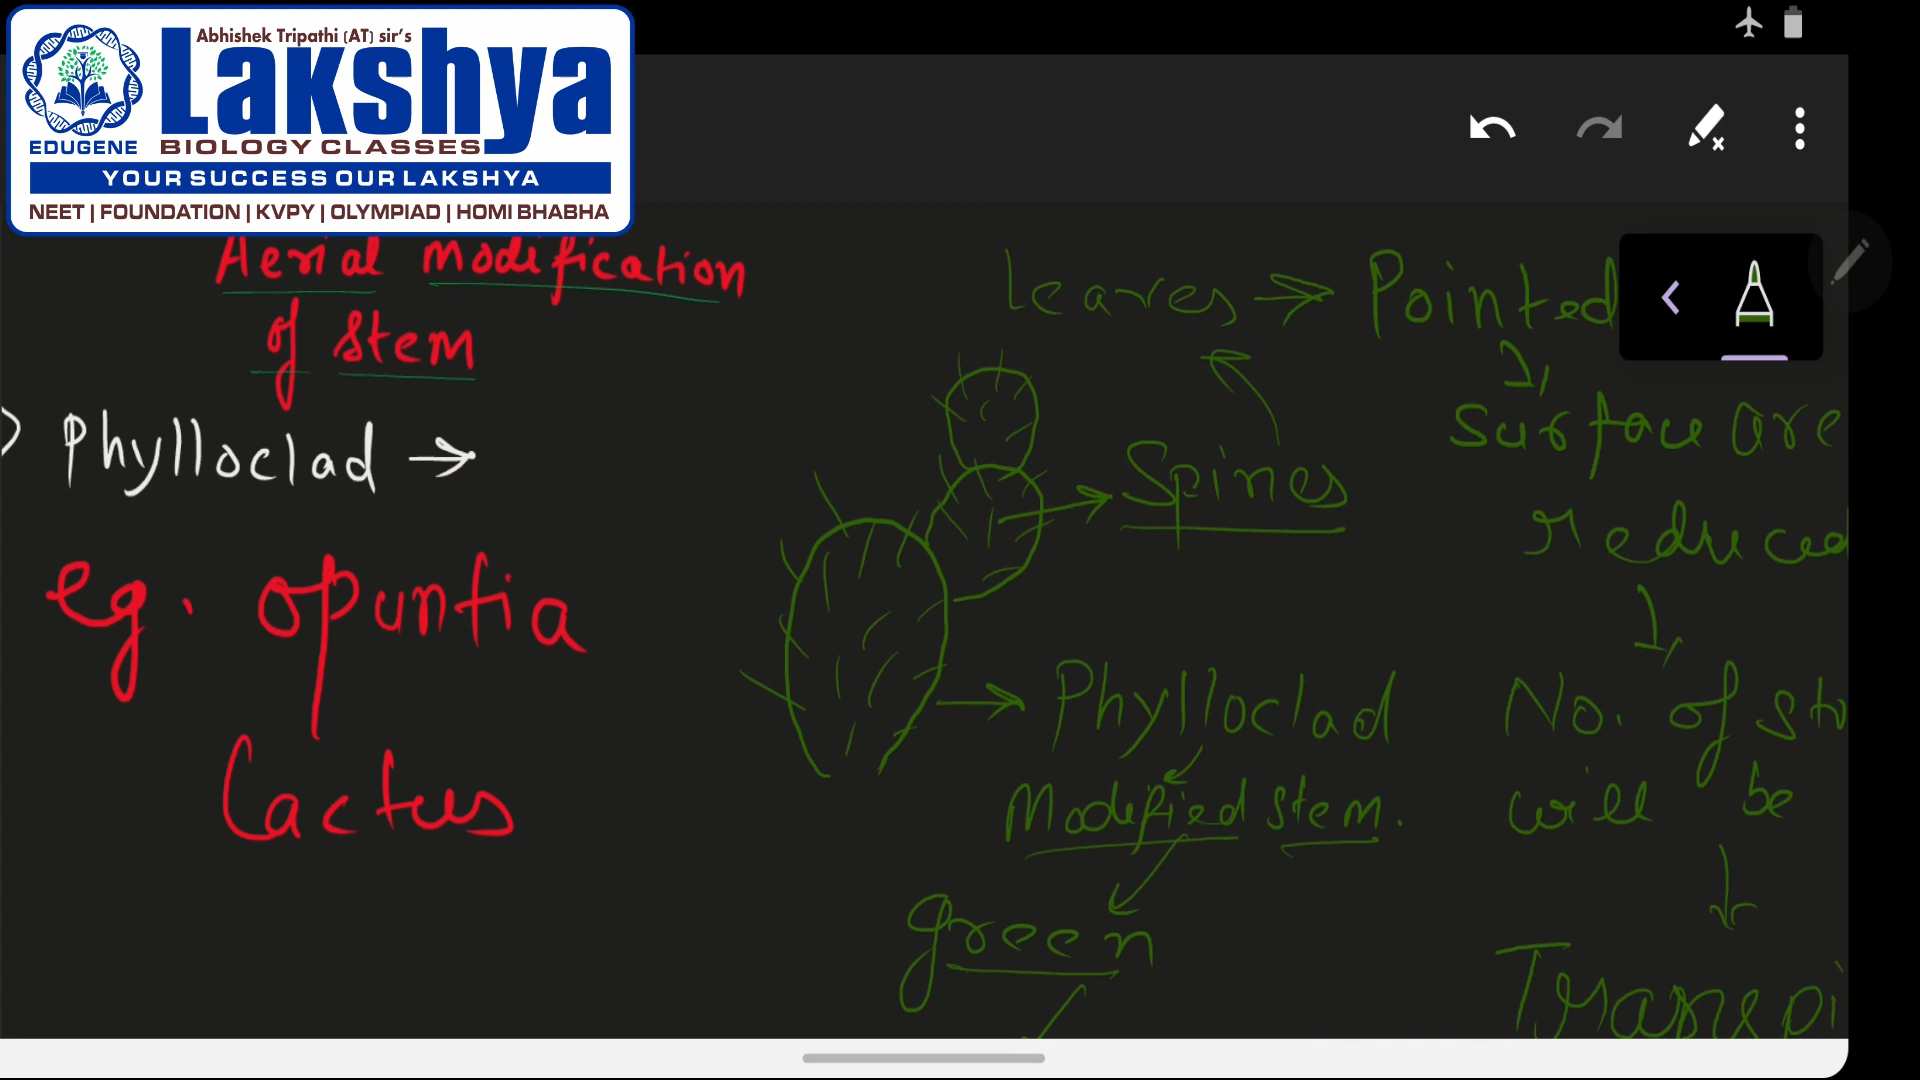 Abhishek Tripathi (AT) sir's
Lakshya
EDUGENE
BIOLOGY CLASSES
YOUR SUCCESS OUR LAKSHYA
NEET | FOUNDATION | KVPY | OLYMPIAD | HOMI BHABHA
Aerial modification
of Stem
Phylloclad →
eg. opuntia
Cactus
Leaves → Pointed
Spines
Phylloclad
Modified Stem.
green
Surface are
reduced
No. of
will be